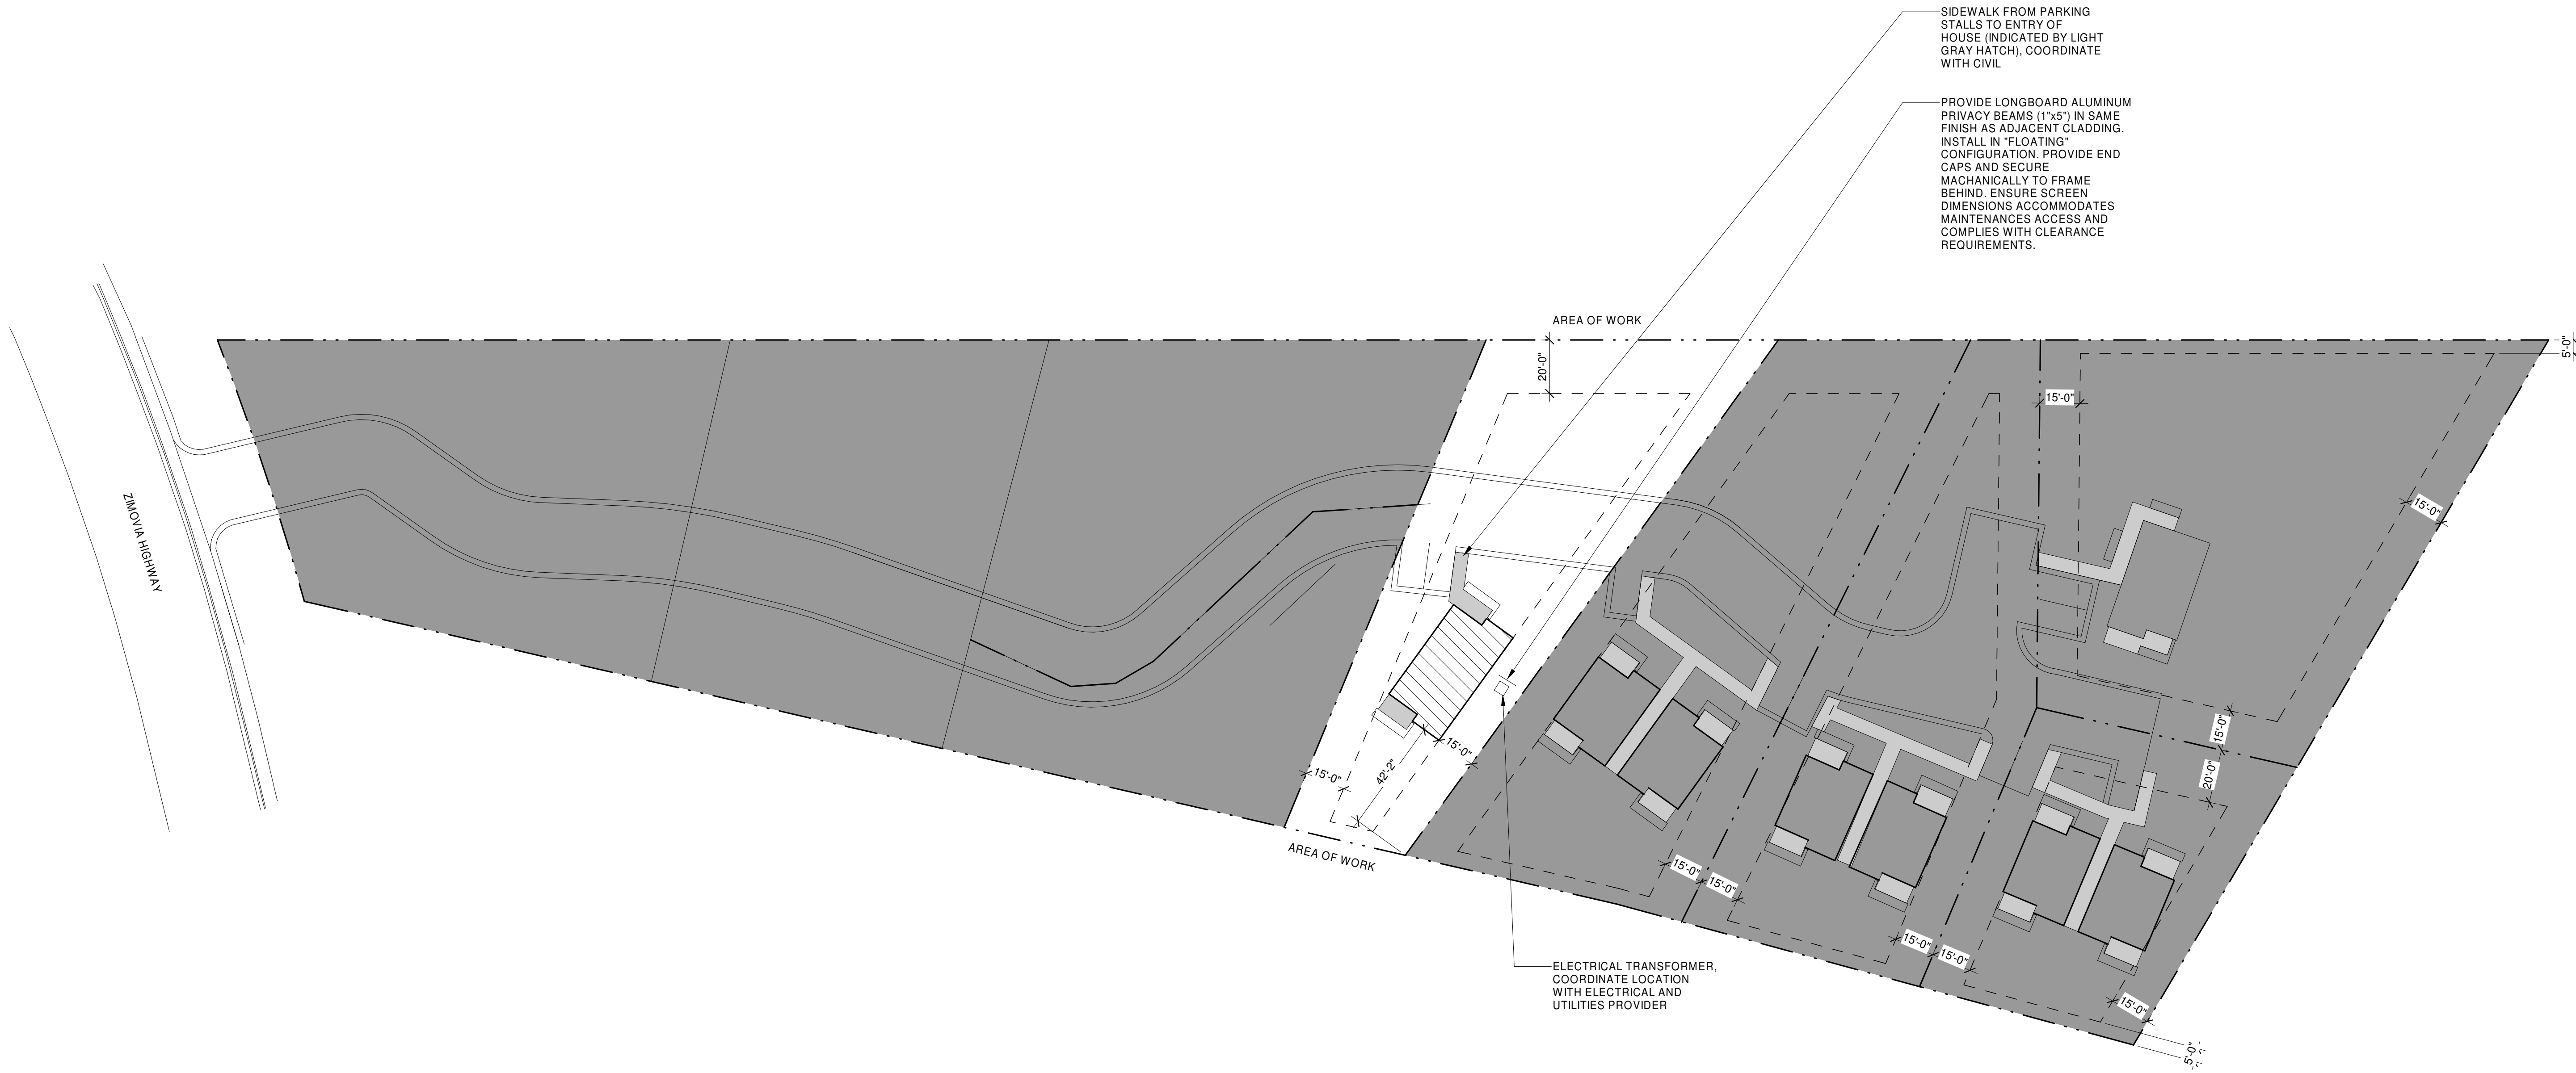 SIDEWALK FROM PARKING
STALLS TO ENTRY OF
HOUSE (INDICATED BY LIGHT
GRAY HATCH), COORDINATE
WITH CIVIL
PROVIDE LONGBOARD ALUMINUM
PRIVACY BEAMS (1"x5") IN SAME
FINISH AS ADJACENT CLADDING.
INSTALL IN "FLOATING"
CONFIGURATION. PROVIDE END
CAPS AND SECURE
MACHANICALLY TO FRAME
BEHIND. ENSURE SCREEN
DIMENSIONS ACCOMMODATES
MAINTENANCES ACCESS AND
COMPLIES WITH CLEARANCE
REQUIREMENTS.
AREA OF WORK
20'-0"
5'-0"
15'-0"
15'-0"
ZIMOVIA HIGHWAY
15'-0"
20'-0"
15'-0"
42'-2"
15'-0"
AREA OF WORK
15'-0"
15'-0"
15'-0"
15'-0"
15'-0"
5'-0"
ELECTRICAL TRANSFORMER,
COORDINATE LOCATION
WITH ELECTRICAL AND
UTILITIES PROVIDER